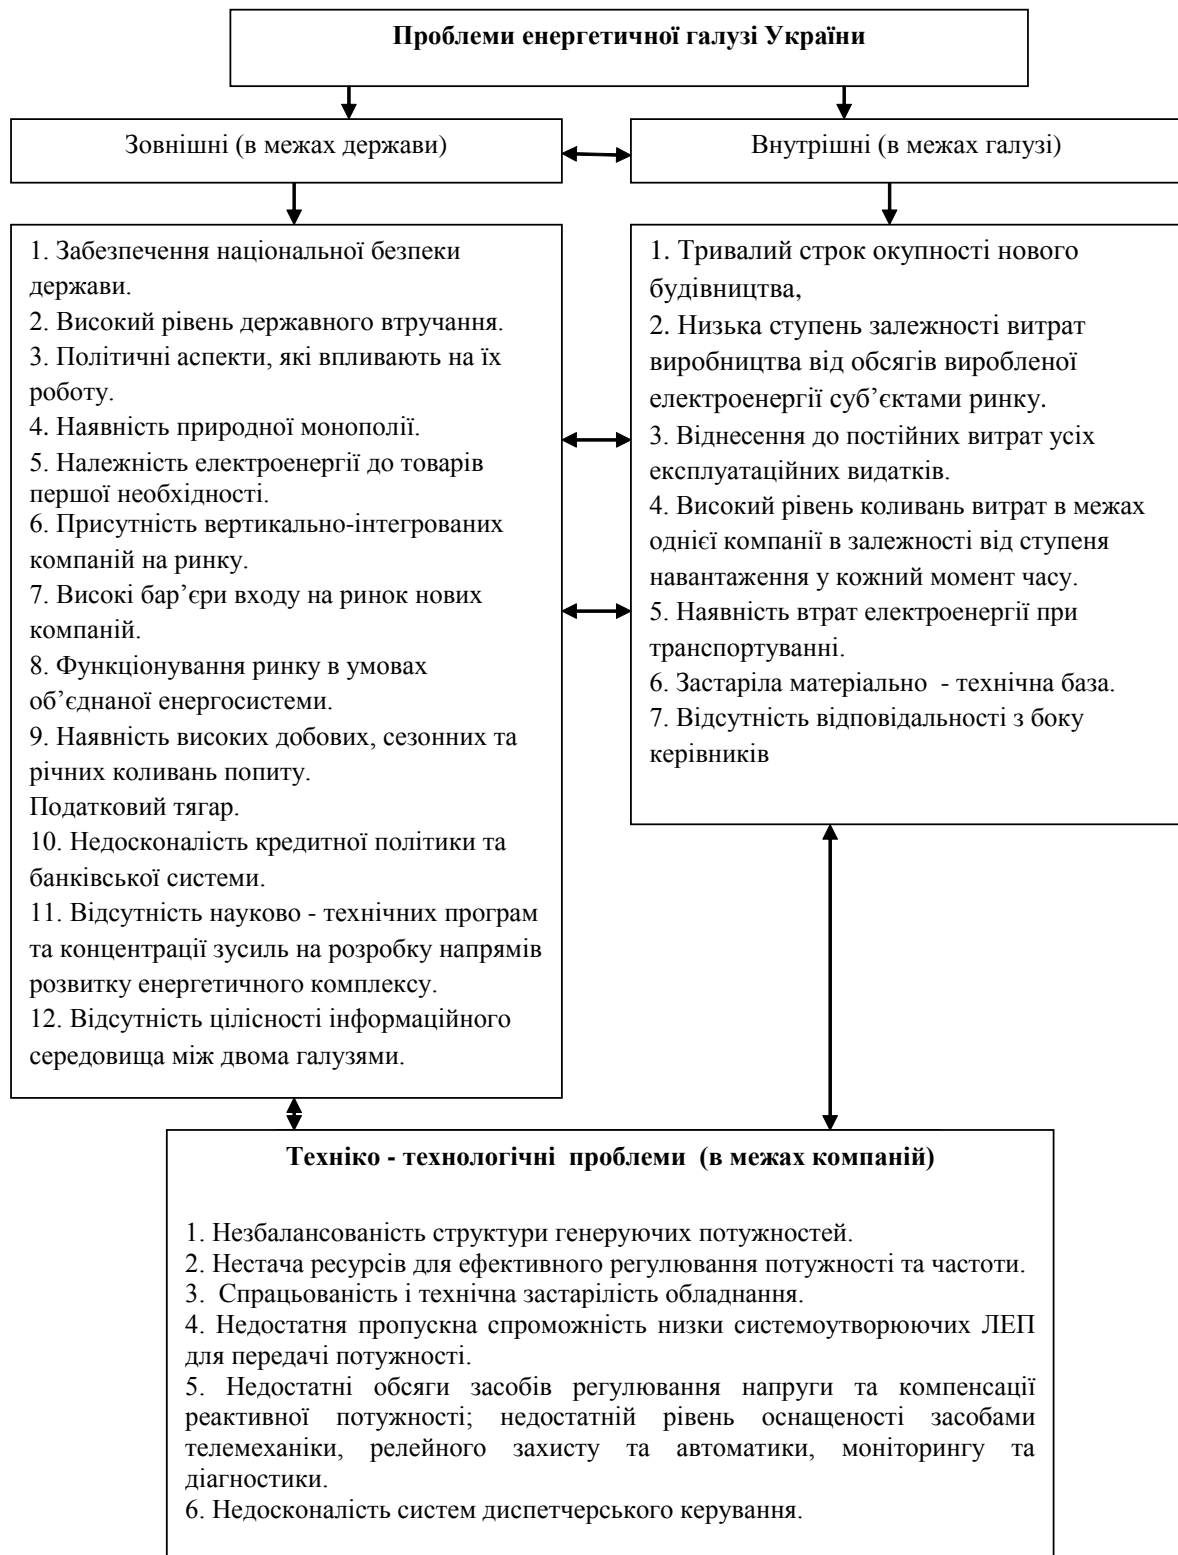 Проблеми енергетичної галузі України
Зовнішні (в межах держави)
Внутрішні (в межах галузі)
1. Забезпечення національної безпеки
держави.
2. Високий рівень державного втручання.
3. Політичні аспекти, які впливають на їх
роботу.
4. Наявність природної монополії.
5. Належність електроенергії до товарів
першої необхідності.
6. Присутність вертикально-інтегрованих
компаній на ринку.
7. Високі бар’єри входу на ринок нових
компаній.
8. Функціонування ринку в умовах
об’єднаної енергосистеми.
9. Наявність високих добових, сезонних та
річних коливань попиту.
Податковий тягар.
10. Недосконалість кредитної політики та
банківської системи.
11. Відсутність науково - технічних програм
та концентрації зусиль на розробку напрямів
розвитку енергетичного комплексу.
12. Відсутність цілісності інформаційного
середовища між двома галузями.
1. Тривалий строк окупності нового
будівництва,
2. Низька ступень залежності витрат
виробництва від обсягів виробленої
електроенергії суб’єктами ринку.
3. Віднесення до постійних витрат усіх
експлуатаційних видатків.
4. Високий рівень коливань витрат в межах
однієї компанії в залежності від ступеня
навантаження у кожний момент часу.
5. Наявність втрат електроенергії при
транспортуванні.
6. Застаріла матеріально  - технічна база.
7. Відсутність відповідальності з боку
керівників
Техніко - технологічні  проблеми  (в межах компаній)
1. Незбалансованість структури генеруючих потужностей.
2. Нестача ресурсів для ефективного регулювання потужності та частоти.
3.  Спрацьованість і технічна застарілість обладнання.
4. Недостатня пропускна спроможність низки системоутворюючих ЛЕП
для передачі потужності.
5. Недостатні обсяги засобів регулювання напруги та компенсації
реактивної потужності; недостатній рівень оснащеності засобами
телемеханіки, релейного захисту та автоматики, моніторингу та
діагностики.
6. Недосконалість систем диспетчерського керування.